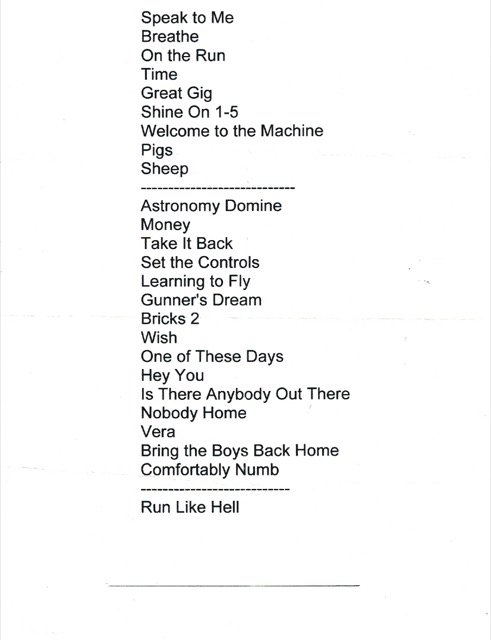 Speak to Me
Breathe
On the Run
Time
Great Gig
Shine On 1-5
Welcome to the Machine
Pigs
Sheep
----------------------------
Astronomy Domine
Money
Take It Back
Set the Controls
Learning to Fly
Gunner's Dream
Bricks 2
Wish
One of These Days
Hey You
Is There Anybody Out There
Nobody Home
Vera
Bring the Boys Back Home
Comfortably Numb
---------------------------
Run Like Hell